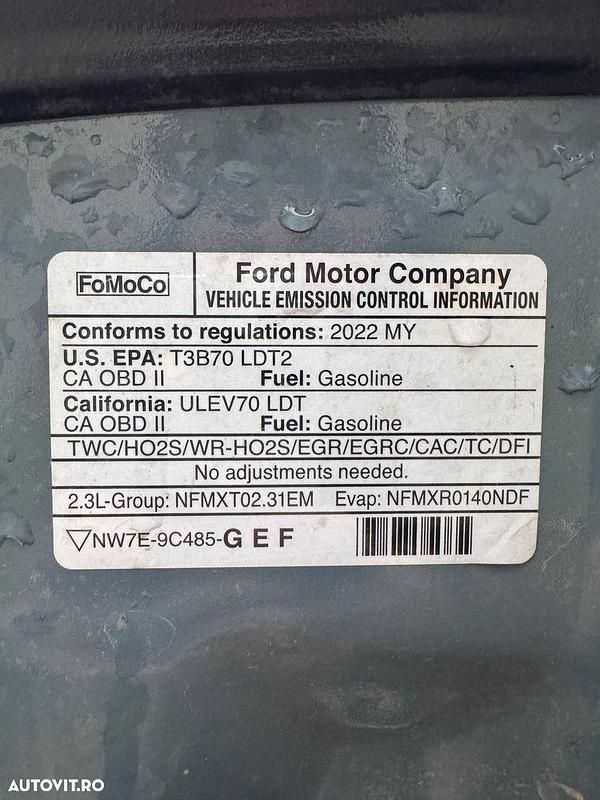 FoMoCo
Ford Motor Company
VEHICLE EMISSION CONTROL INFORMATION
Conforms to regulations: 2022 MY
U.S. EPA: T3B70 LDT2
CA OBD II Fuel: Gasoline
California: ULEV70 LDT
CA OBD II Fuel: Gasoline
TWC/HO2S/WR-HO2S/EGR/EGRC/CAC/TC/DFI
No adjustments needed.
2.3L-Group: NFMXT02.31EM Evap: NFMXR0140NDF
▽NW7E-9C485-G E F
AUTOVIT.RO